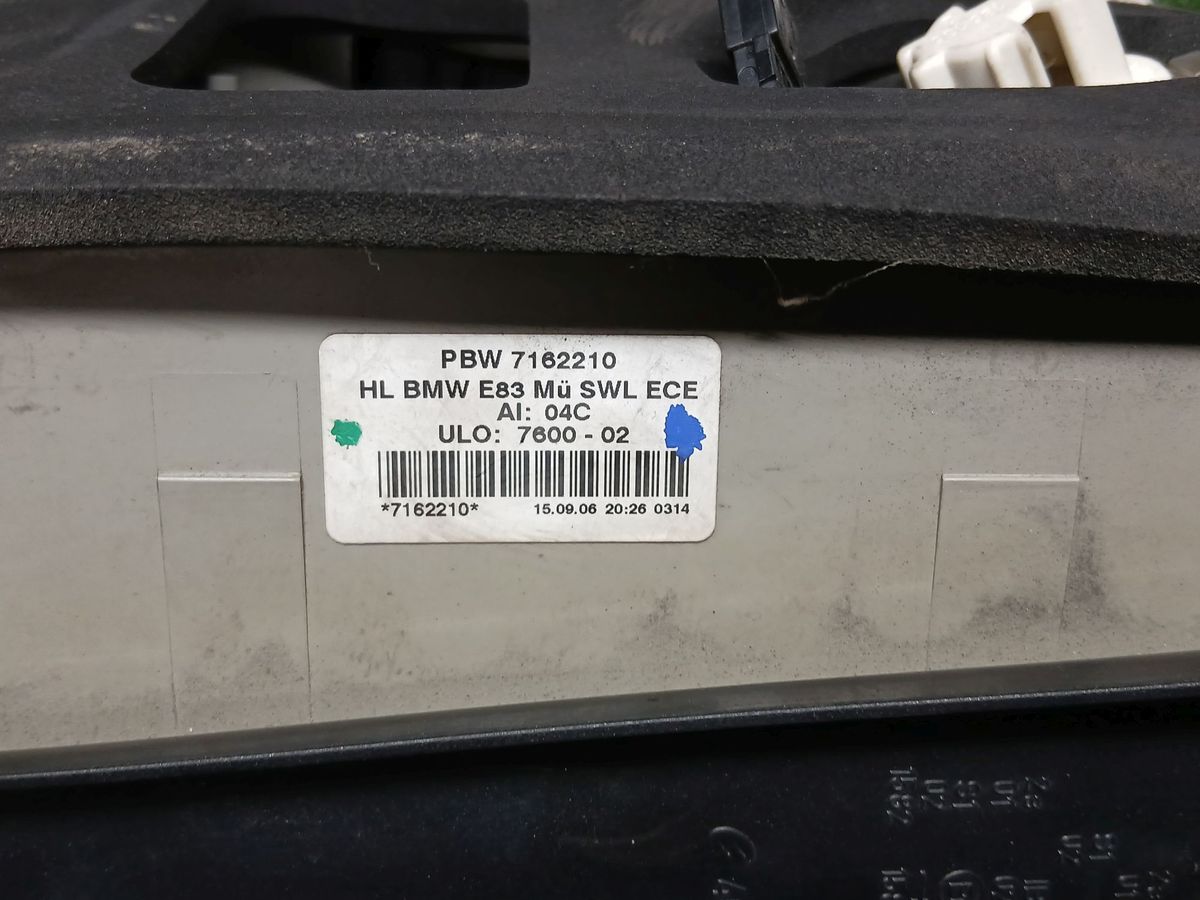 PBW 7162210
HL BMW E83 Mü SWL ECE
AI: 04C
ULO: 7600 - 02
*7162210* 15.09.06 20:26 0314